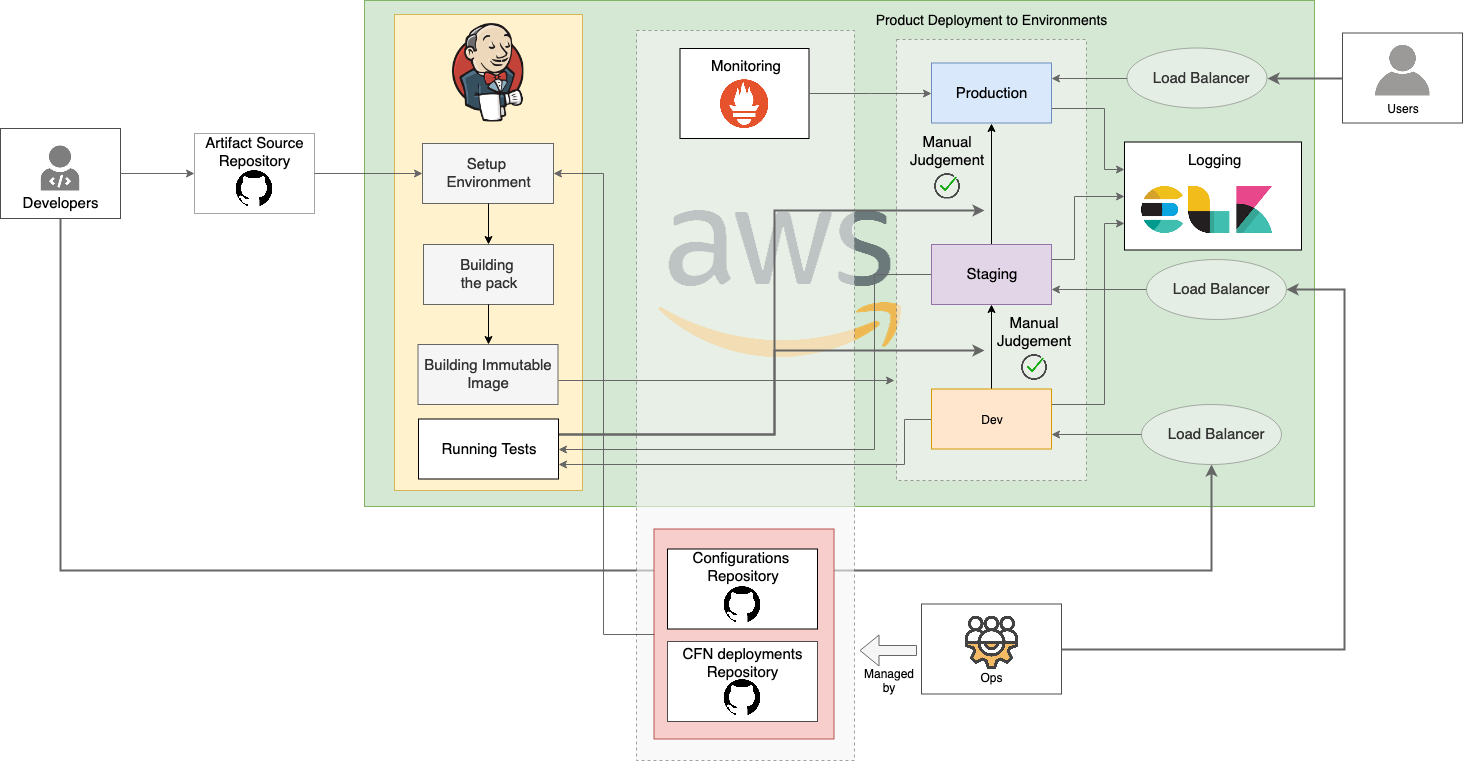 Product Deployment to Environments
Monitoring
Production
Load Balancer
Users
Developers
Artifact Source
Repository
Setup
Environment
Manual
Judgement
Logging
ELK
aws
Building
the pack
Staging
Load Balancer
Manual
Judgement
Building Immutable
Image
Running Tests
Dev
Load Balancer
Configurations
Repository
CFN deployments
Repository
Managed
by
Ops